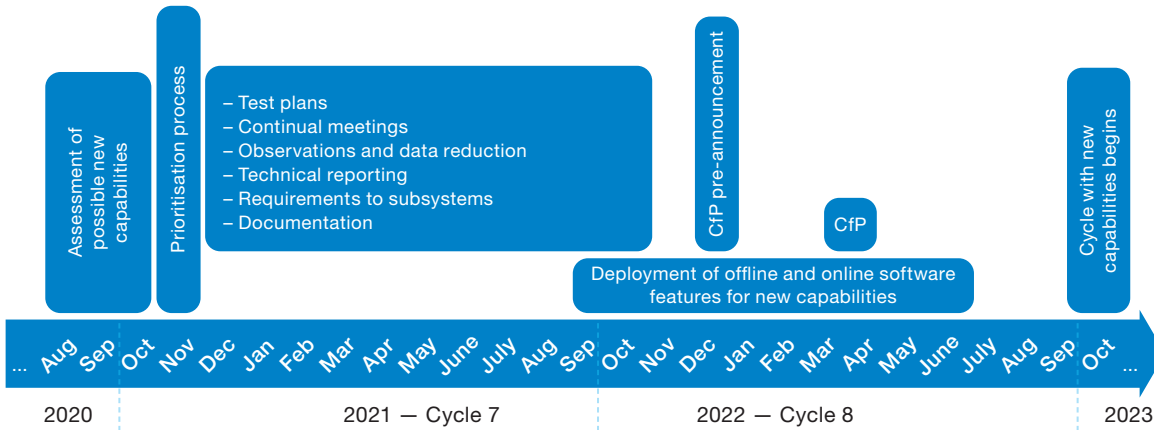 Assessment of
possible new
capabilities
Prioritisation process
– Test plans
– Continual meetings
– Observations and data reduction
– Technical reporting
– Requirements to subsystems
– Documentation
CfP pre-announcement
CfP
Deployment of offline and online software
features for new capabilities
Cycle with new
capabilities begins
... Aug Sep Oct Nov Dec Jan Feb Mar Apr May June July Aug Sep Oct Nov Dec Jan Feb Mar Apr May June July Aug Sep Oct ...
2020 2021 — Cycle 7 2022 — Cycle 8 2023